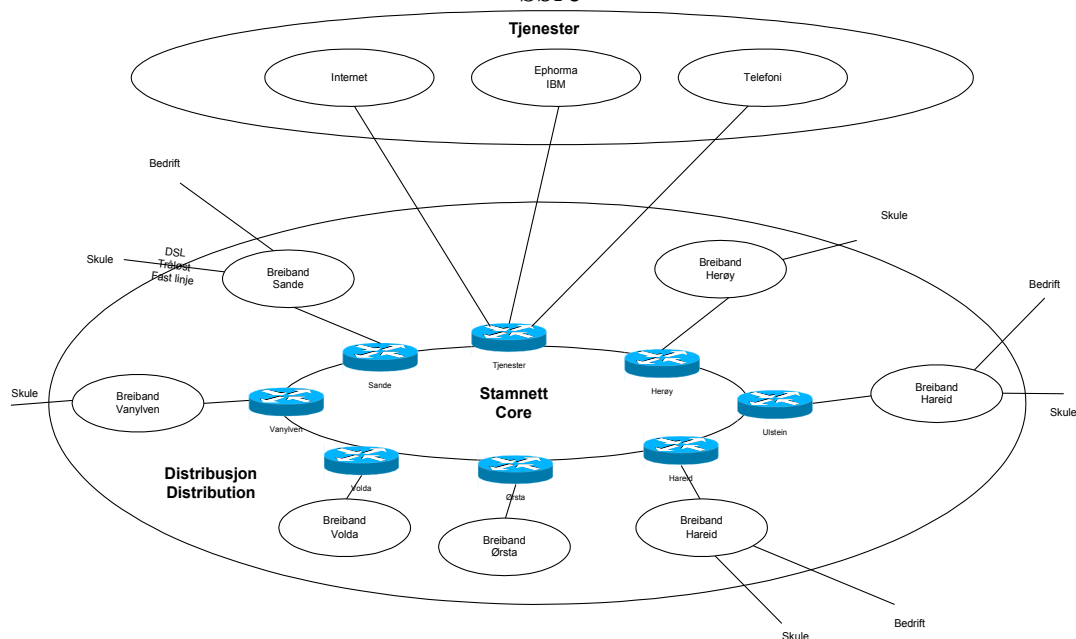 Tjenester
Internet
Ephorma
IBM
Telefoni
Bedrift
Skule
Skule
DSL
Tråløst
Fast linje
Breiband
Sande
Breiband
Herøy
Bedrift
Tjenester
Sande
Herøy
Stamnett
Core
Skule
Breiband
Vanylven
Vanylven
Ulstein
Breiband
Hareid
Skule
Distribusjon
Distribution
Volda
Ørsta
Hareid
Breiband
Volda
Breiband
Ørsta
Breiband
Hareid
Bedrift
Skule